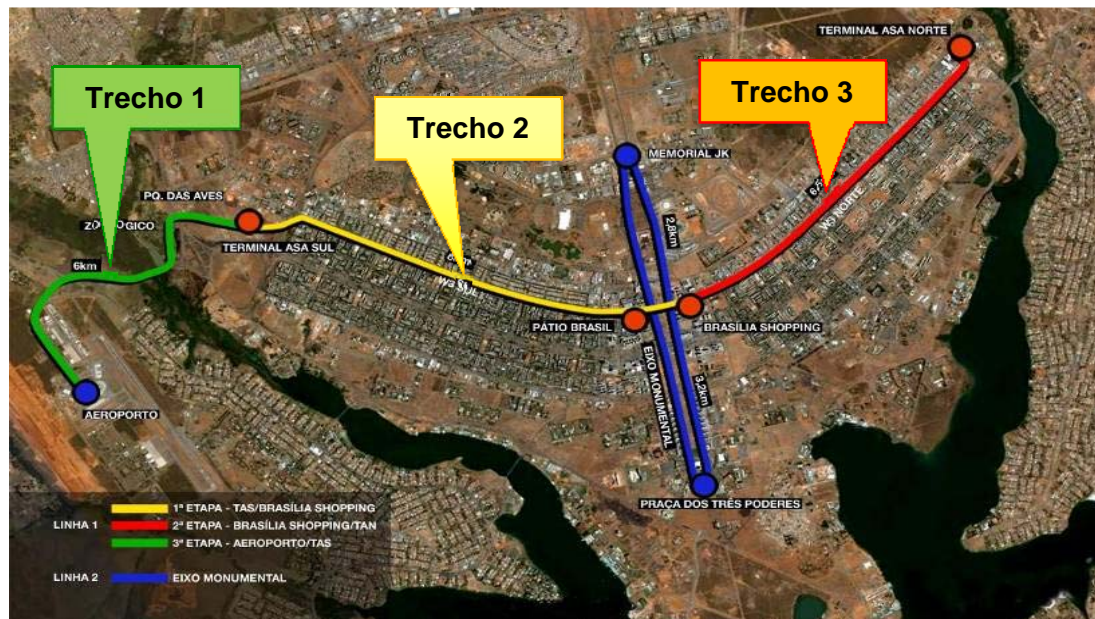 TERMINAL ASA NORTE
Trecho 1
Trecho 2
Trecho 3
MEMORIAL JK
PQ. DAS AVES
TERMINAL ASA SUL
6km
2,8km
W3 NORTE
W3 SUL
PÁTIO BRASIL
BRASÍLIA SHOPPING
EIXO MONUMENTAL
3,2km
AEROPORTO
PRAÇA DOS TRÊS PODERES
LINHA 1
1ª ETAPA - TAS/BRASÍLIA SHOPPING
2ª ETAPA - BRASÍLIA SHOPPING/TAN
3ª ETAPA - AEROPORTO/TAS
LINHA 2
EIXO MONUMENTAL